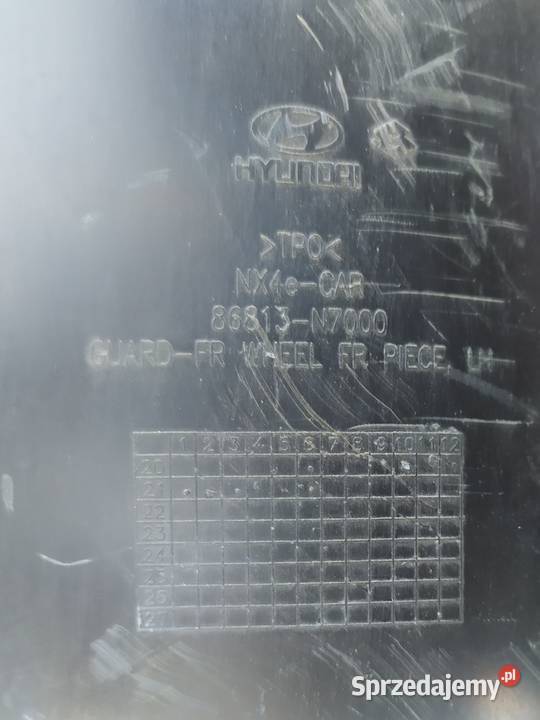 HYUNDAI
>TPO<
NX4e-CAR
86813-N7000
GUARD-FR WHEEL FR PIECE, LH
1 2 3 4 5 6 7 8 9 10 11 12
20
21
22
23
24
25
26
27
Sprzedajemy.pl